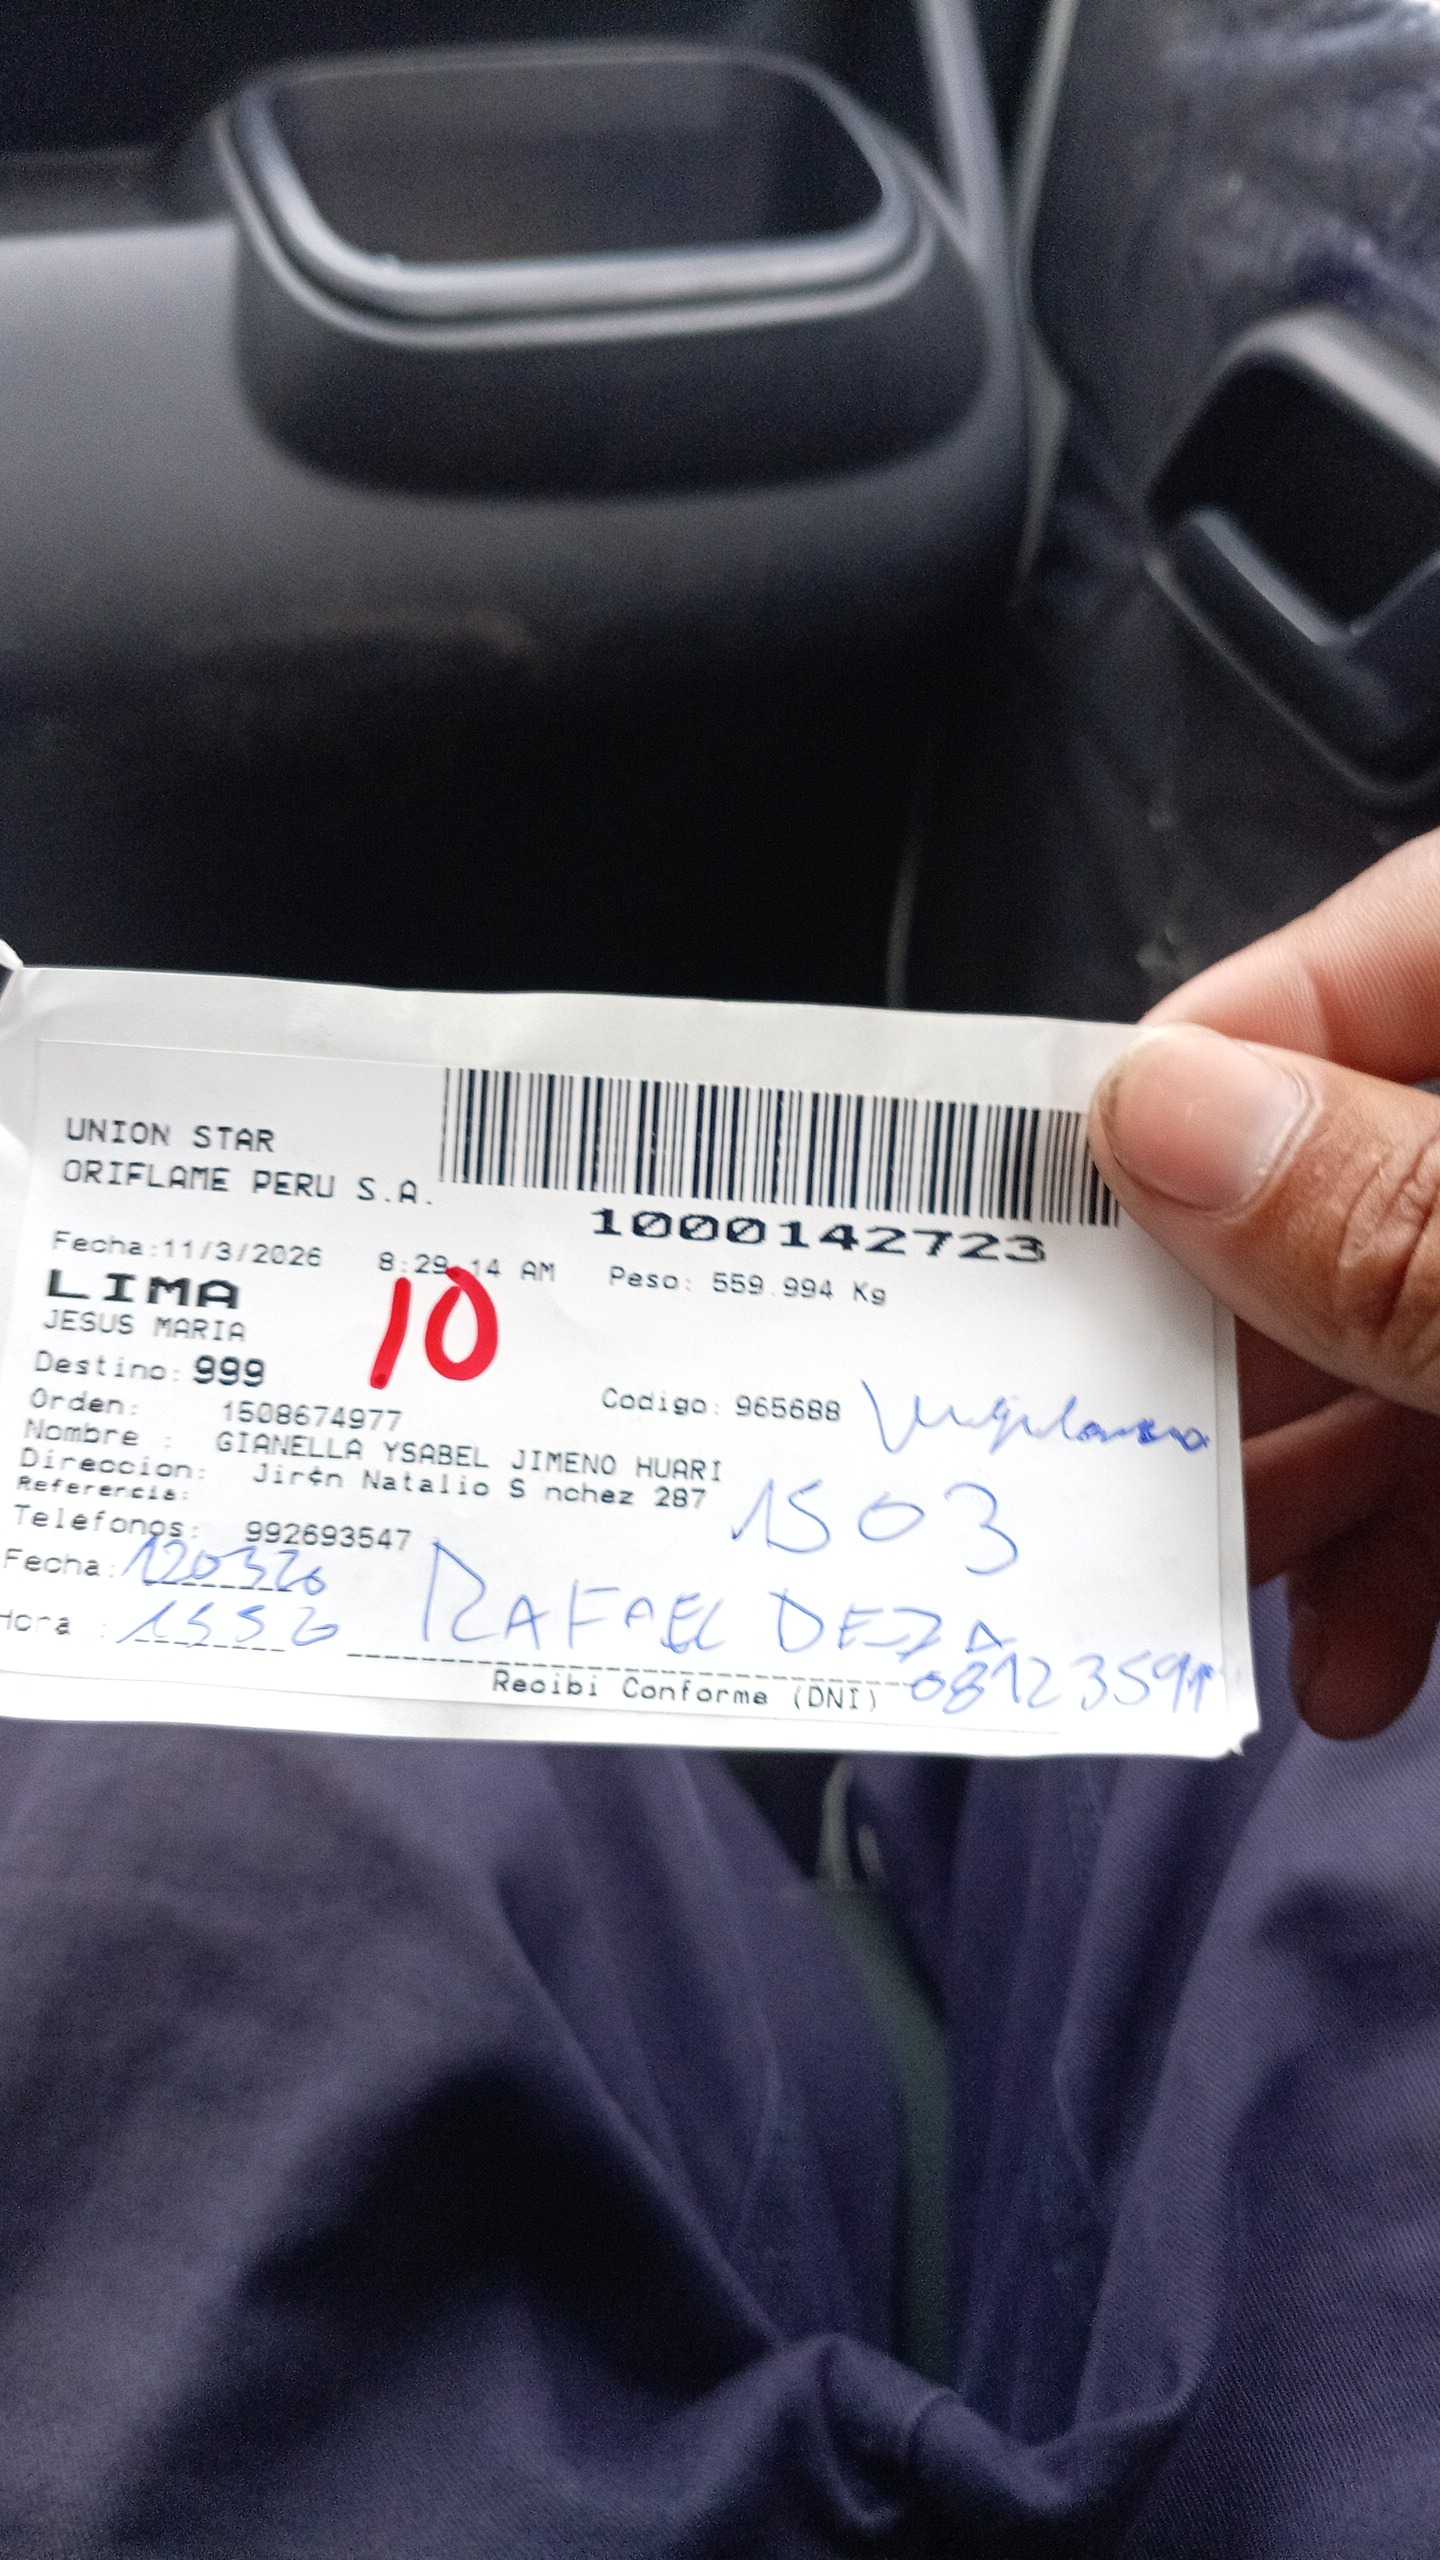 UNION STAR
ORIFLAME PERU S.A.
1000142723
Fecha:11/3/2026 8:29:14 AM Peso: 559.994 Kg
LIMA
10
JESUS MARIA
Destino: 999
Codigo: 965688
Orden: 1508674977
Nombre : GIANELLA YSABEL JIMENO HUARI
Direccion: Jir¢n Natalio S nchez 287
1503
Referencia:
Telefonos: 992693547
Fecha: 120326
RAFAEL DEZA
Hora :
Recibi Conforme (DNI)